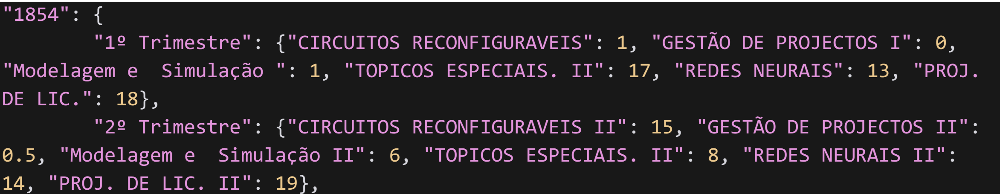 "1854": {
"1º Trimestre": {"CIRCUITOS RECONFIGURAVEIS": 1, "GESTÃO DE PROJECTOS I": 0,
"Modelagem e  Simulação ": 1, "TOPICOS ESPECIAIS. II": 17, "REDES NEURAIS": 13, "PROJ.
DE LIC.": 18},
"2º Trimestre": {"CIRCUITOS RECONFIGURAVEIS II": 15, "GESTÃO DE PROJECTOS II":
0.5, "Modelagem e  Simulação II": 6, "TOPICOS ESPECIAIS. II": 8, "REDES NEURAIS II":
14, "PROJ. DE LIC. II": 19},